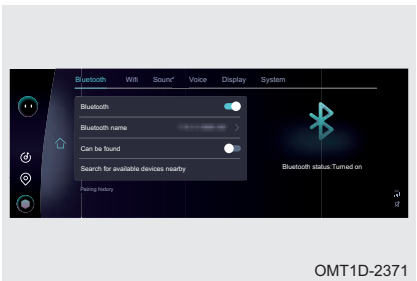 Bluetooth Wifi Sound Voice Display System
Bluetooth
Bluetooth name
Can be found
Search for available devices nearby
Pairing history
Bluetooth status:Turned on
OMT1D-2371